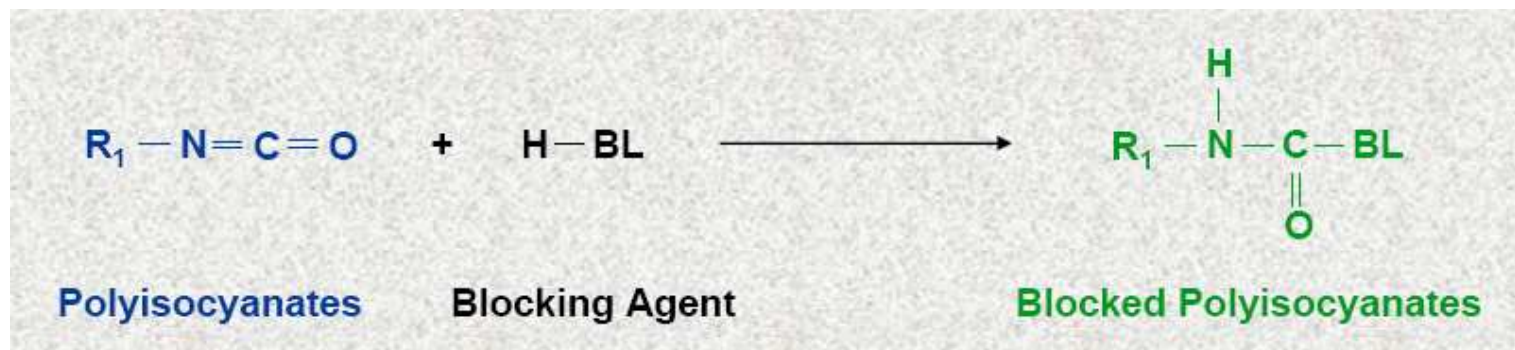 H
R₁—N=C=O + H—BL ⟶ R₁—N—C—BL
O
Polyisocyanates Blocking Agent Blocked Polyisocyanates